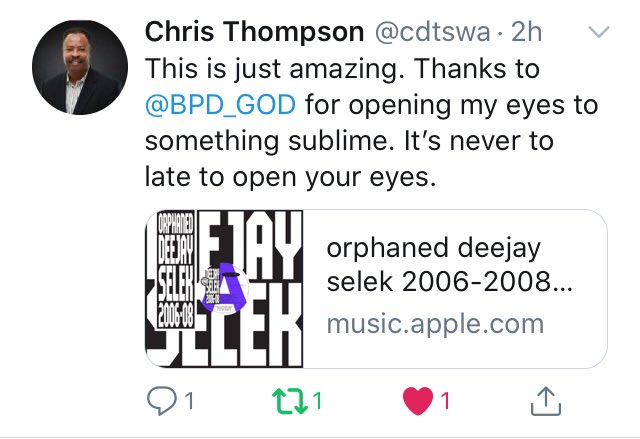 Chris Thompson @cdtswa · 2h
This is just amazing. Thanks to
@BPD_GOD for opening my eyes to
something sublime. It’s never to
late to open your eyes.
ORPHANED
DEEJAY
SELEK
2006-08
EJAY
SELEK
orphaned deejay
selek 2006-2008...
music.apple.com
1
1
1